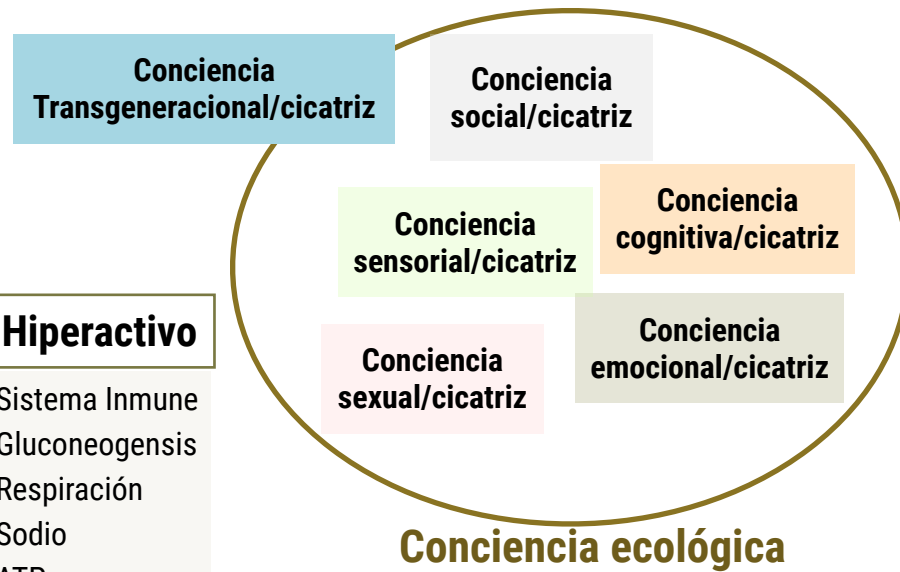 Conciencia
Transgeneracional/cicatriz
Conciencia
social/cicatriz
Conciencia
cognitiva/cicatriz
Conciencia
sensorial/cicatriz
Conciencia
emocional/cicatriz
Conciencia
sexual/cicatriz
Hiperactivo
Sistema Inmune
Gluconeogensis
Respiración
Sodio
Conciencia ecológica